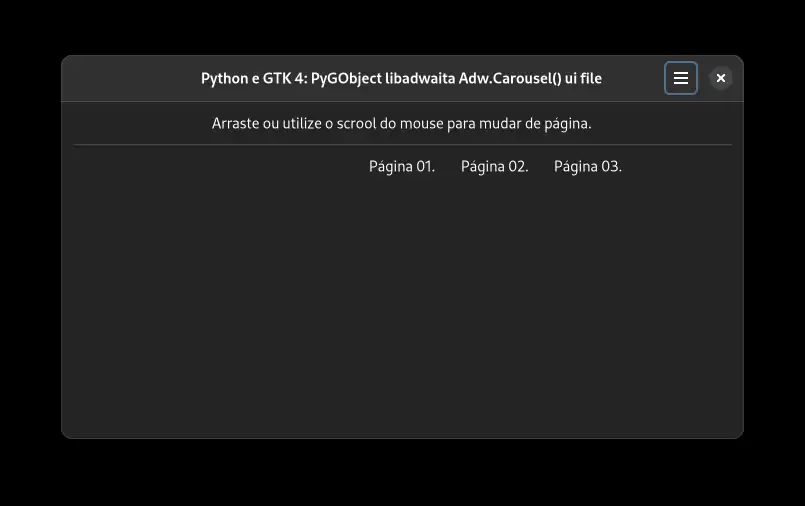 Python e GTK 4: PyGObject libadwaita Adw.Carousel() ui file
Arraste ou utilize o scrool do mouse para mudar de página.
Página 01. Página 02. Página 03.